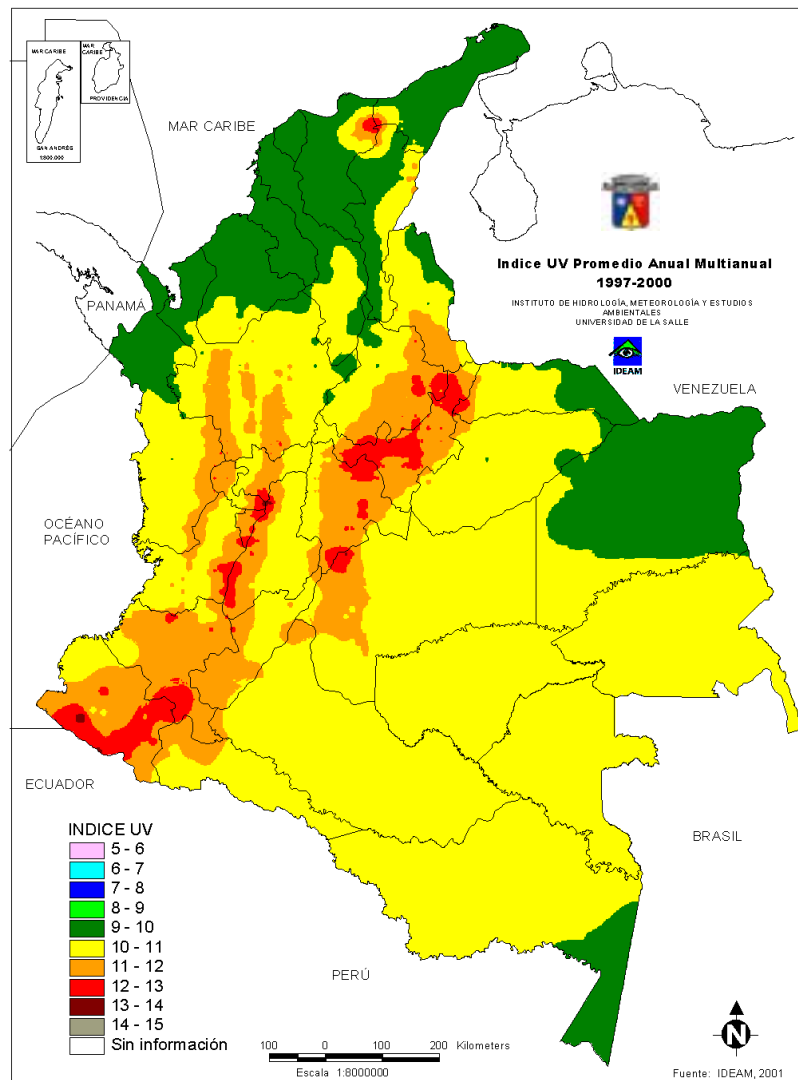 MAR CARIBE
MAR CARIBE
PROVIDENCIA
SAN ANDRÉS
1:800.000
MAR CARIBE
Indice UV Promedio Anual Multianual
1997-2000
INSTITUTO DE HIDROLOGÍA, METEOROLOGÍA Y ESTUDIOS
AMBIENTALES
UNIVERSIDAD DE LA SALLE
IDEAM
PANAMÁ
VENEZUELA
OCÉANO
PACÍFICO
ECUADOR
BRASIL
PERÚ
INDICE UV
5 - 6
6 - 7
7 - 8
8 - 9
9 - 10
10 - 11
11 - 12
12 - 13
13 - 14
14 - 15
Sin información
100 0 100 200 Kilometers
Escala 1:8000000
N
Fuente: IDEAM, 2001